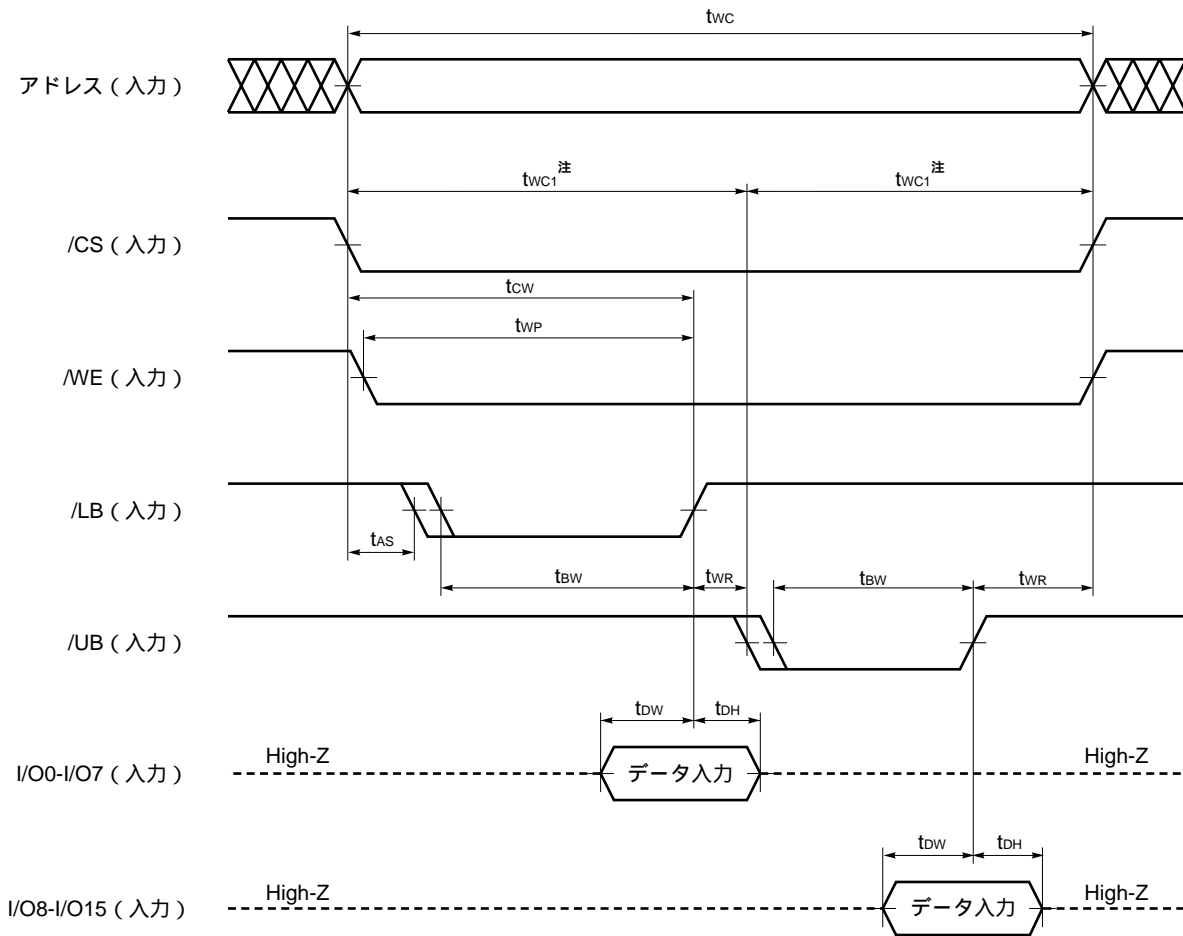 tWC
アドレス ( 入力 )
tWC1注 tWC1注
/CS ( 入力 )
tCW
tWP
/WE ( 入力 )
/LB ( 入力 )
tAS
tBW tWR tBW tWR
/UB ( 入力 )
tDW tDH
High-Z High-Z
I/O0-I/O7 ( 入力 ) データ入力
tDW tDH
High-Z High-Z
I/O8-I/O15 ( 入力 ) データ入力